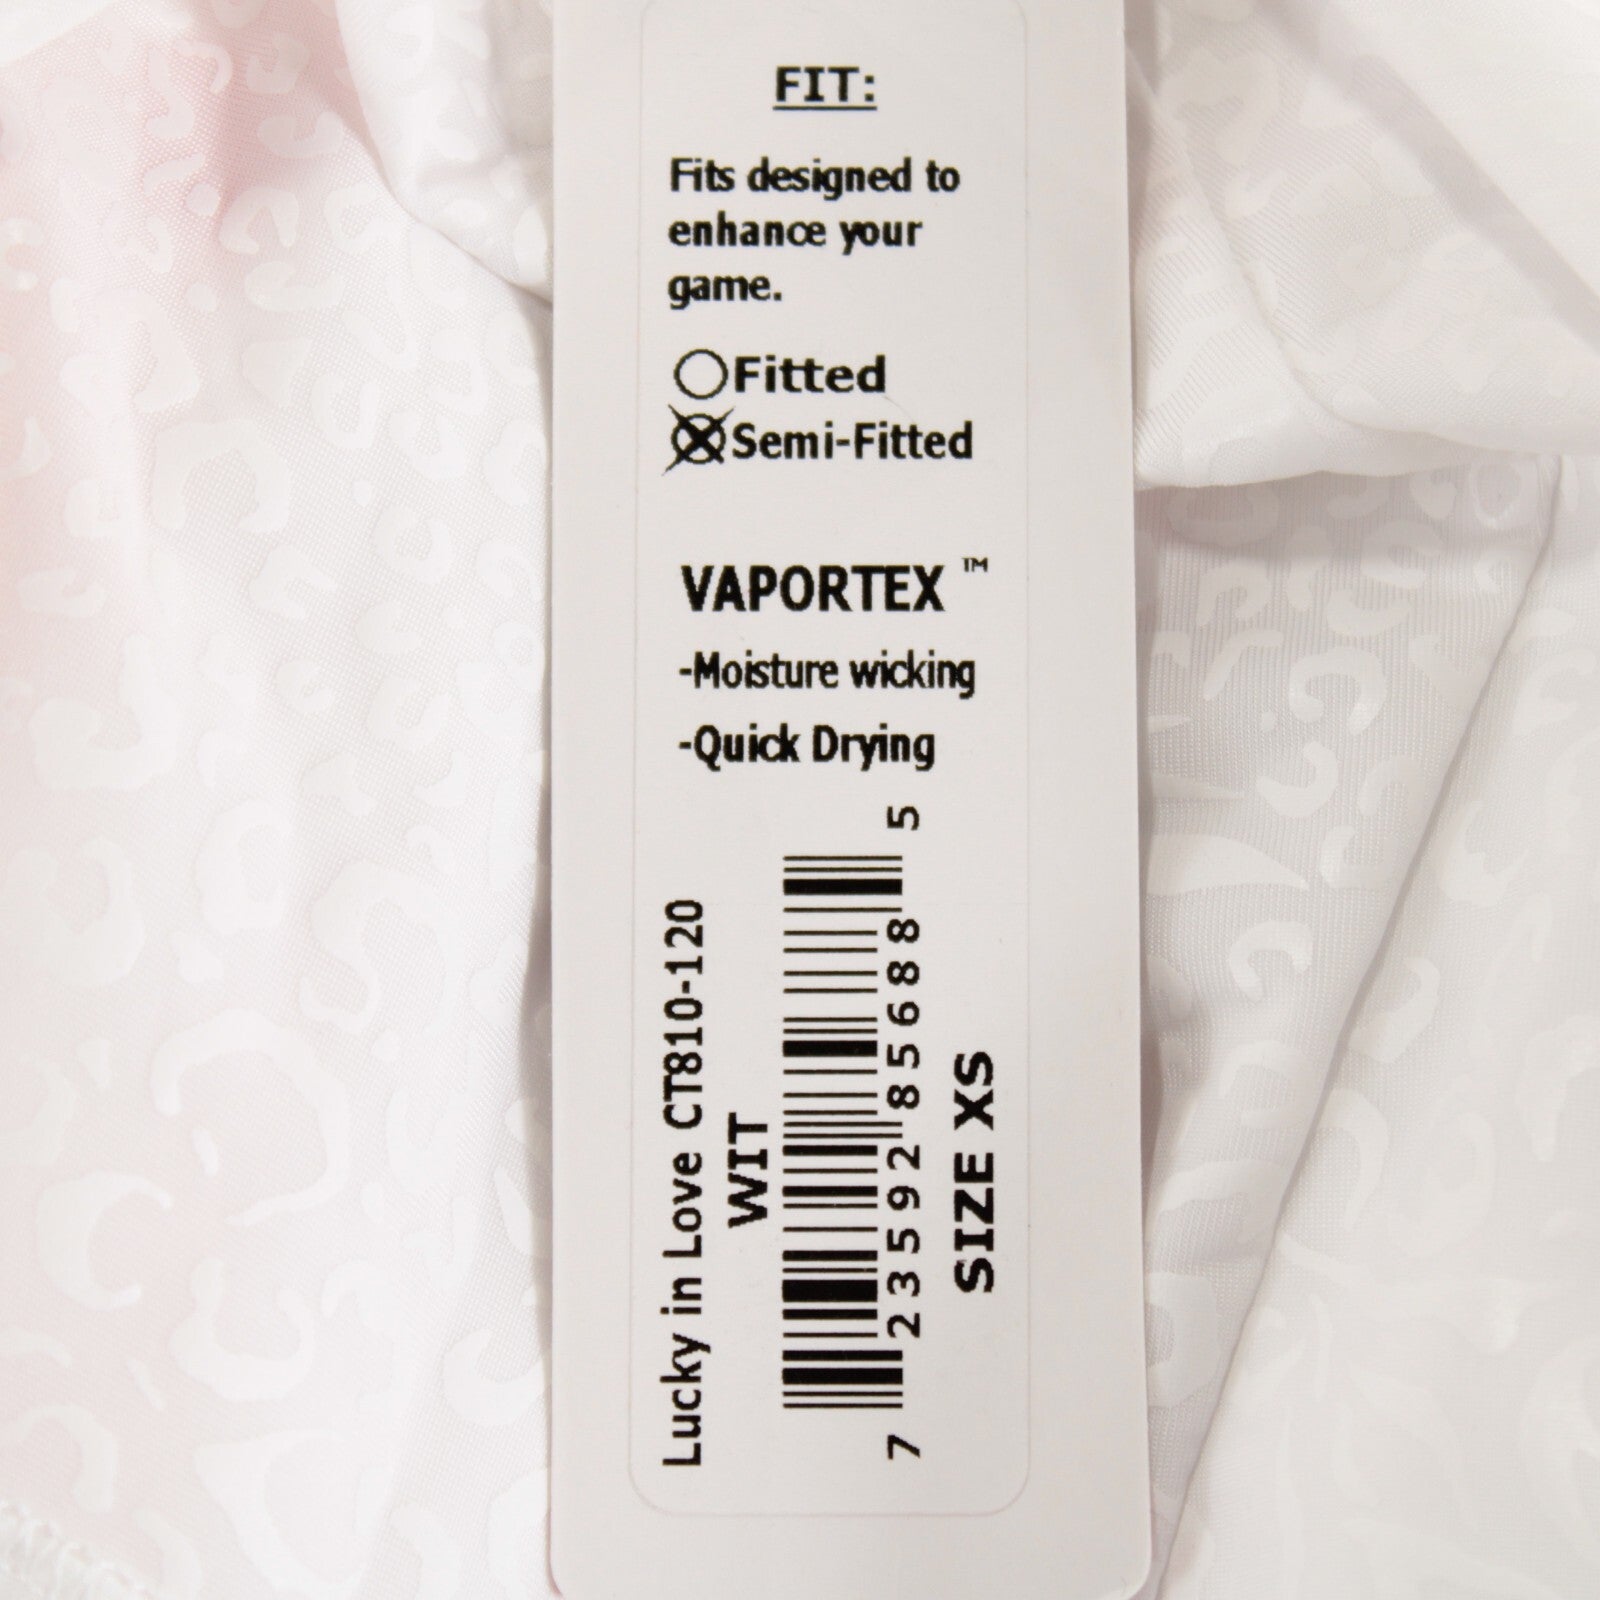 FIT:
Fits designed to
enhance your
game.
Fitted
Semi-Fitted
VAPORTEX ™
-Moisture wicking
-Quick Drying
Lucky in Love CT810-120
WIT
7 23592 85688 5
SIZE XS